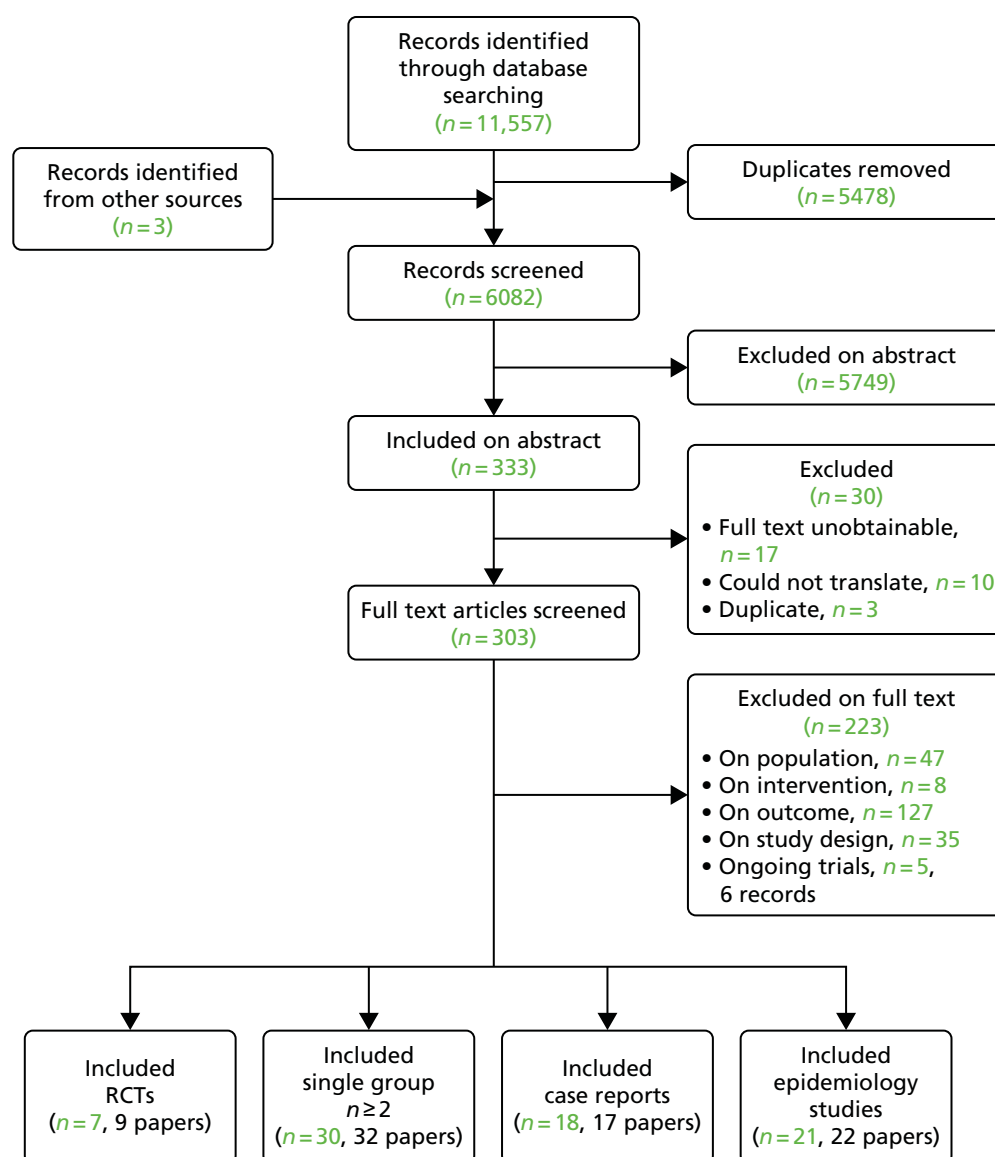 Records identified
through database
searching
(n = 11,557)
Records identified
from other sources
(n = 3)
Duplicates removed
(n = 5478)
Records screened
(n = 6082)
Excluded on abstract
(n = 5749)
Included on abstract
(n = 333)
Excluded
(n = 30)
• Full text unobtainable,
n = 17
• Could not translate, n = 10
• Duplicate, n = 3
Full text articles screened
(n = 303)
Excluded on full text
(n = 223)
• On population, n = 47
• On intervention, n = 8
• On outcome, n = 127
• On study design, n = 35
• Ongoing trials, n = 5,
6 records
Included
RCTs
(n = 7, 9 papers)
Included
single group
n ≥ 2
(n = 30, 32 papers)
Included
case reports
(n = 18, 17 papers)
Included
epidemiology
studies
(n = 21, 22 papers)